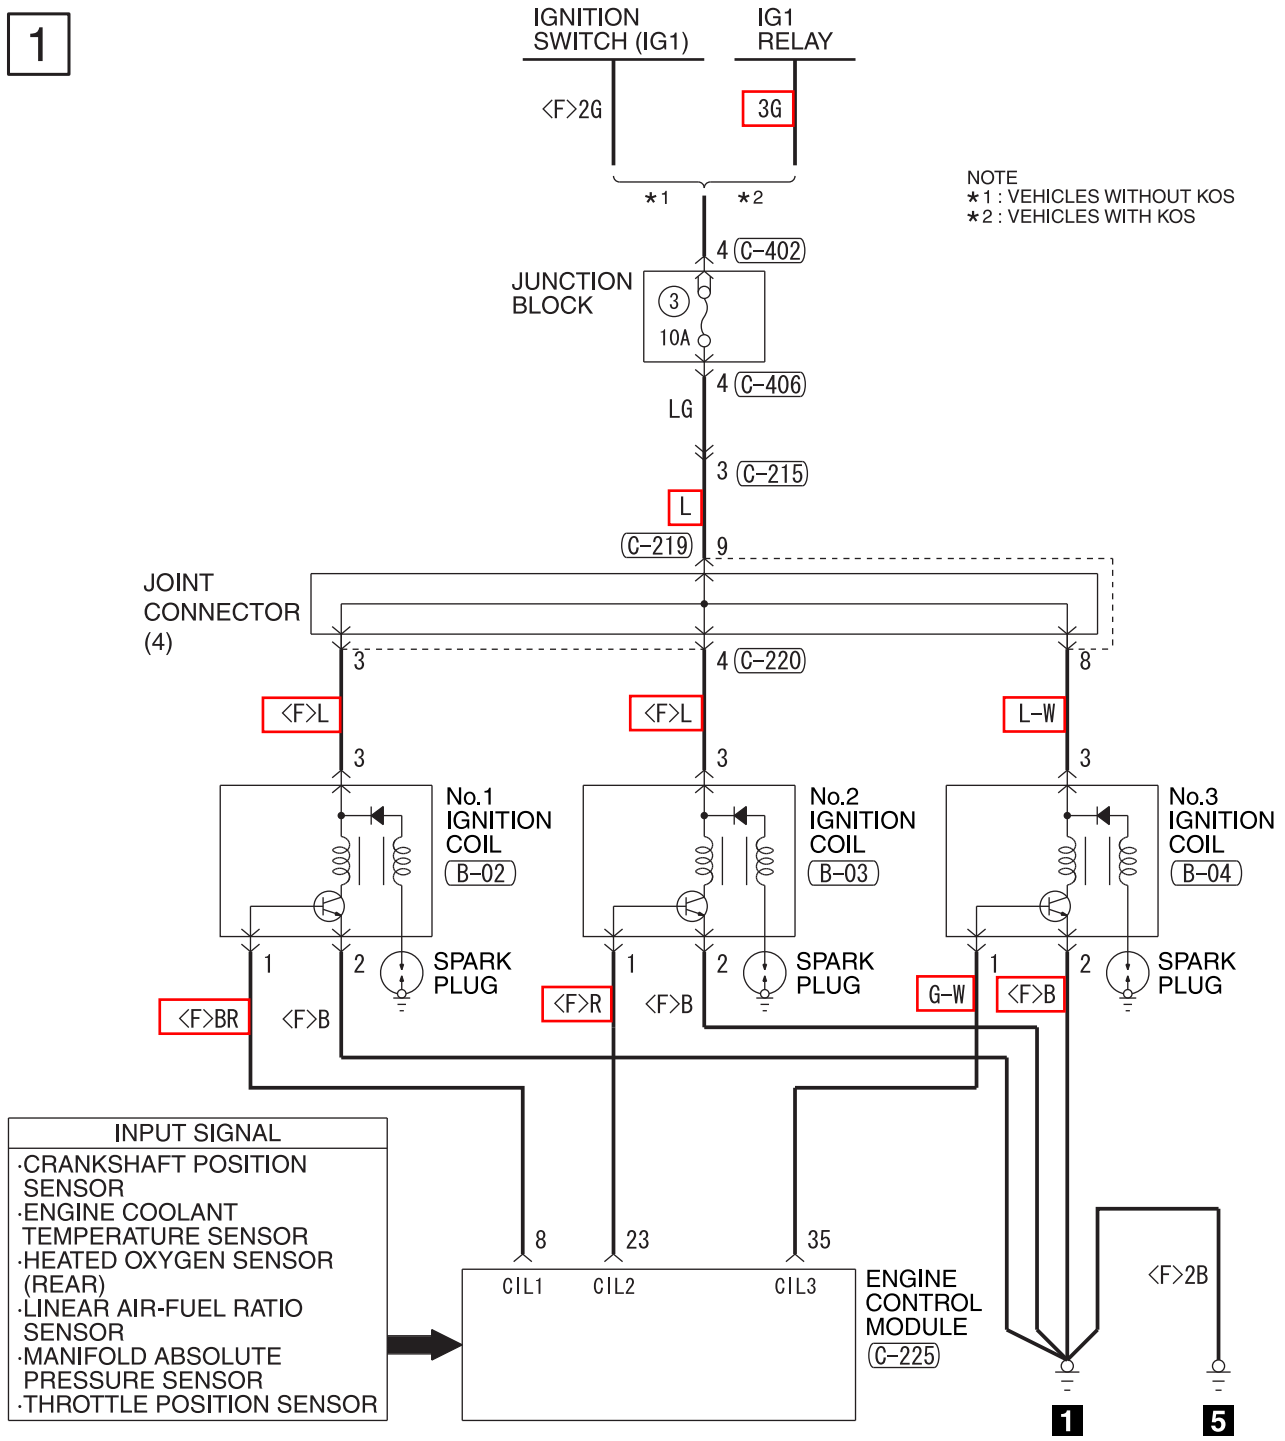 1
IGNITION
SWITCH (IG1)
IG1
RELAY
<F>2G
3G
*1
*2
NOTE
*1 : VEHICLES WITHOUT KOS
*2 : VEHICLES WITH KOS
4 C-402
JUNCTION
BLOCK
3
10A
4 C-406
LG
3 C-215
L
C-219 9
JOINT
CONNECTOR
(4)
3
4 C-220
8
<F>L
<F>L
L-W
3
3
3
No.1
IGNITION
COIL
B-02
No.2
IGNITION
COIL
B-03
No.3
IGNITION
COIL
B-04
1
2
SPARK
PLUG
1
2
SPARK
PLUG
1
2
SPARK
PLUG
<F>BR
<F>B
<F>R
<F>B
G-W
<F>B
INPUT SIGNAL
·CRANKSHAFT POSITION
SENSOR
·ENGINE COOLANT
TEMPERATURE SENSOR
·HEATED OXYGEN SENSOR
(REAR)
·LINEAR AIR-FUEL RATIO
SENSOR
·MANIFOLD ABSOLUTE
PRESSURE SENSOR
·THROTTLE POSITION SENSOR
8
23
35
CIL1
CIL2
CIL3
ENGINE
CONTROL
MODULE
C-225
<F>2B
1
5